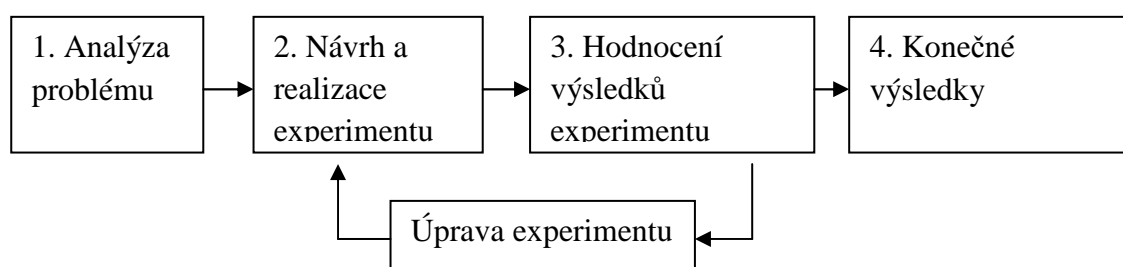 1. Analýza
problému
2. Návrh a
realizace
experimentu
3. Hodnocení
výsledků
experimentu
4. Konečné
výsledky
Úprava experimentu